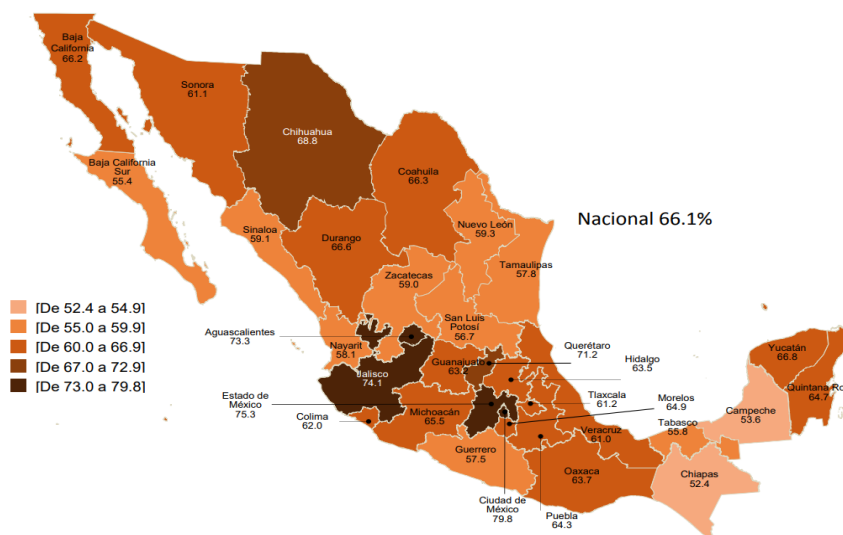 Baja
California
66.2
Sonora
61.1
Chihuahua
68.8
Coahuila
66.3
Baja California
Sur
55.4
Sinaloa
59.1
Durango
66.6
Nuevo León
59.3
Nacional 66.1%
Zacatecas
59.0
Tamaulipas
57.8
San Luis
Potosí
56.7
[De 52.4 a 54.9]
[De 55.0 a 59.9]
[De 60.0 a 66.9]
[De 67.0 a 72.9]
[De 73.0 a 79.8]
Aguascalientes
73.3
Nayarit
58.1
Jalisco
74.1
Guanajuato
63.2
Querétaro
71.2
Hidalgo
63.5
Yucatán
66.8
Quintana Ro
64.7
Estado de
México
75.3
Colima
62.0
Michoacán
65.5
Tlaxcala
61.2
Morelos
64.9
Campeche
53.6
Veracruz
61.0
Tabasco
55.8
Guerrero
57.5
Oaxaca
63.7
Chiapas
52.4
Ciudad de
México
79.8
Puebla
64.3